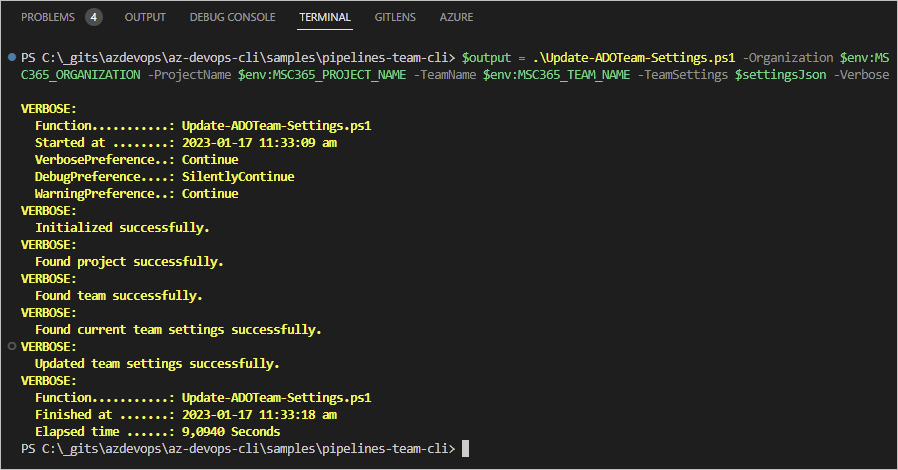 PROBLEMS 4 OUTPUT DEBUG CONSOLE TERMINAL GITLENS AZURE
PS C:\_gits\azdevops\az-devops-cli\samples\pipelines-team-cli> $output = .\Update-ADOTeam-Settings.ps1 -Organization $env:MS
C365_ORGANIZATION -ProjectName $env:MSC365_PROJECT_NAME -TeamName $env:MSC365_TEAM_NAME -TeamSettings $settingsJson -Verbose
VERBOSE:
Function...........: Update-ADOTeam-Settings.ps1
Started at ........: 2023-01-17 11:33:09 am
VerbosePreference..: Continue
DebugPreference....: SilentlyContinue
WarningPreference..: Continue
VERBOSE:
Initialized successfully.
VERBOSE:
Found project successfully.
VERBOSE:
Found team successfully.
VERBOSE:
Found current team settings successfully.
VERBOSE:
Updated team settings successfully.
VERBOSE:
Function...........: Update-ADOTeam-Settings.ps1
Finished at .......: 2023-01-17 11:33:18 am
Elapsed time ......: 9,0940 Seconds
PS C:\_gits\azdevops\az-devops-cli\samples\pipelines-team-cli>